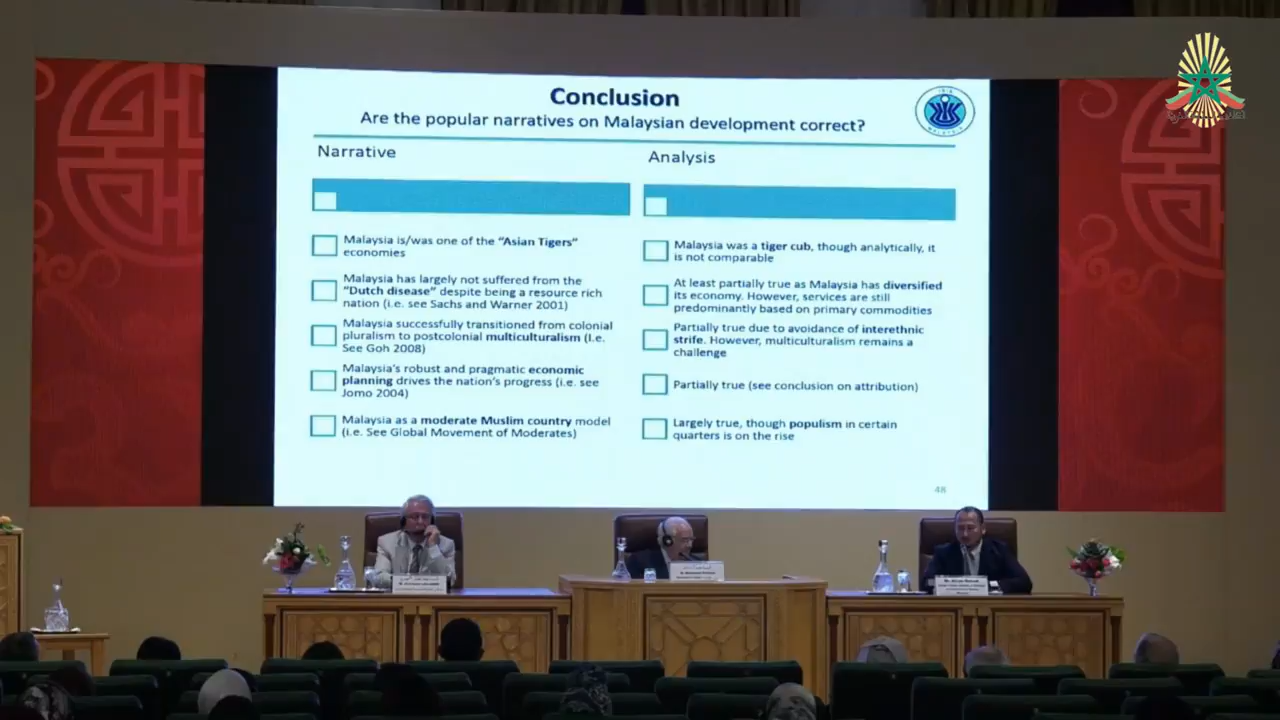 Conclusion
Are the popular narratives on Malaysian development correct?
Narrative
Malaysia is/was one of the "Asian Tigers"
economies
Malaysia has largely not suffered from the
"Dutch disease" despite being a resource rich
nation (i.e. see Sachs and Warner 2001)
Malaysia successfully transitioned from colonial
pluralism to postcolonial multiculturalism (I.e.
See Goh 2008)
Malaysia's robust and pragmatic economic
planning drives the nation's progress (i.e. see
Jomo 2004)
Malaysia as a moderate Muslim country model
(i.e. See Global Movement of Moderates)
Analysis
Malaysia was a tiger cub, though analytically, it
is not comparable
At least partially true as Malaysia has diversified
its economy. However, services are still
predominantly based on primary commodities
Partially true due to avoidance of interethnic
strife. However, multiculturalism remains a
challenge
Partially true (see conclusion on attribution)
Largely true, though populism in certain
quarters is on the rise
48
ISIS
MALAYSIA